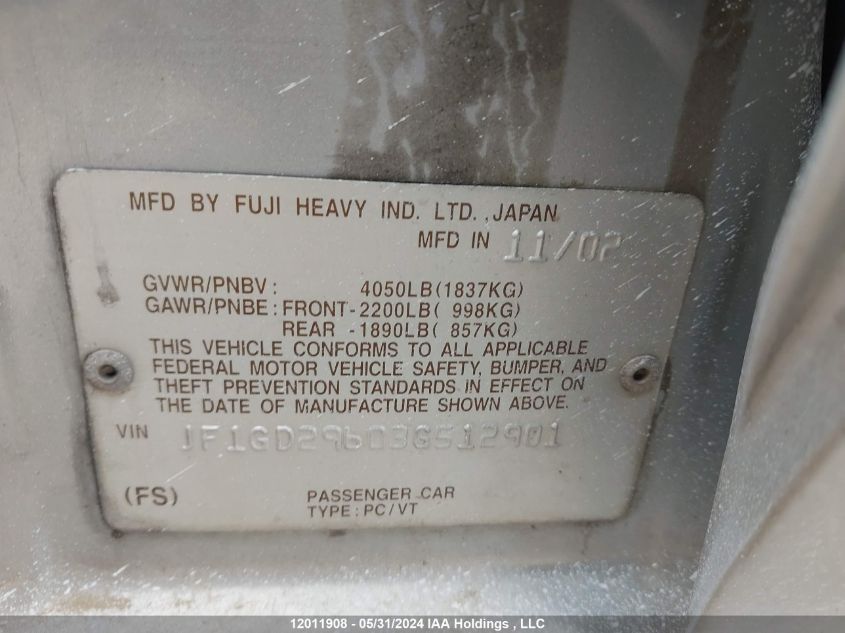 MFD BY FUJI HEAVY IND. LTD., JAPAN
MFD IN 11/02
GVWR/PNBV: 4050LB(1837KG)
GAWR/PNBE: FRONT-2200LB( 998KG)
REAR -1890LB( 857KG)
THIS VEHICLE CONFORMS TO ALL APPLICABLE
FEDERAL MOTOR VEHICLE SAFETY, BUMPER, AND
THEFT PREVENTION STANDARDS IN EFFECT ON
THE DATE OF MANUFACTURE SHOWN ABOVE.
VIN JF1GD29603G512901
(FS) PASSENGER CAR
TYPE: PC/VT
12011908 - 05/31/2024 IAA Holdings, LLC